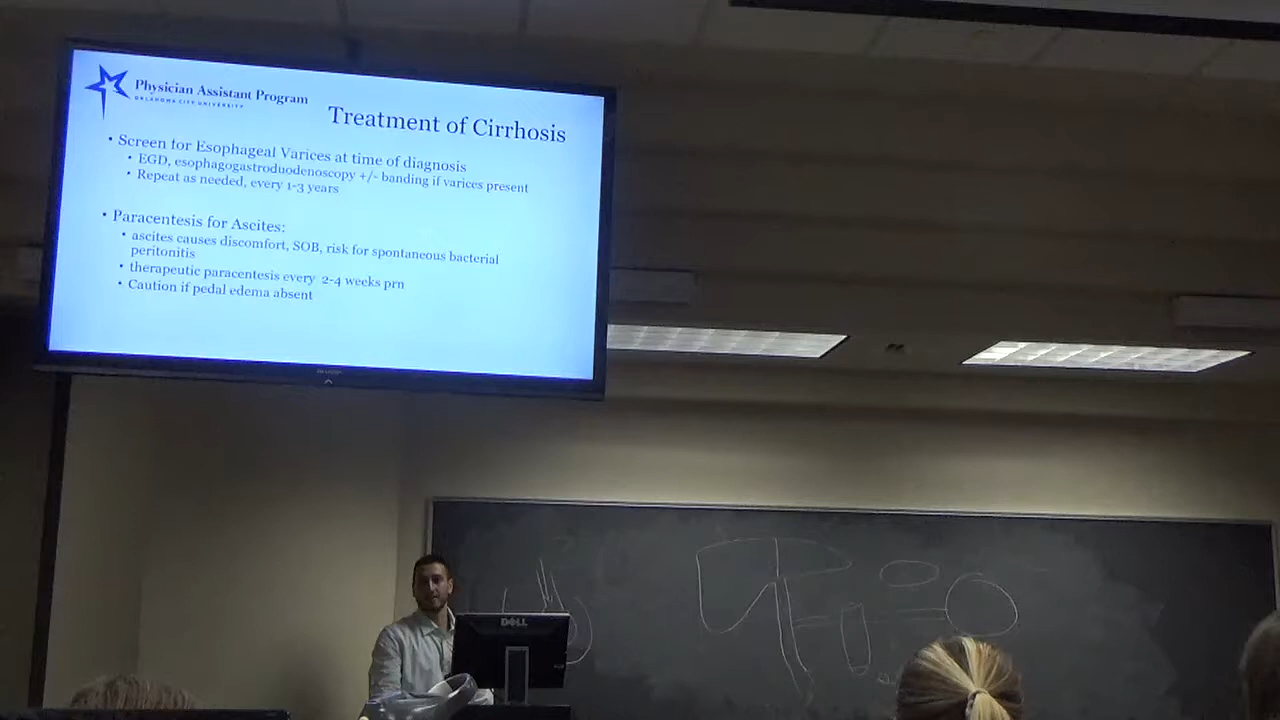 Physician Assistant Program
OKLAHOMA CITY UNIVERSITY
Treatment of Cirrhosis
• Screen for Esophageal Varices at time of diagnosis
• EGD, esophagogastroduodenoscopy +/- banding if varices present
• Repeat as needed, every 1-3 years
• Paracentesis for Ascites:
• ascites causes discomfort, SOB, risk for spontaneous bacterial
peritonitis
• therapeutic paracentesis every 2-4 weeks prn
• Caution if pedal edema absent
SHARP
DELL